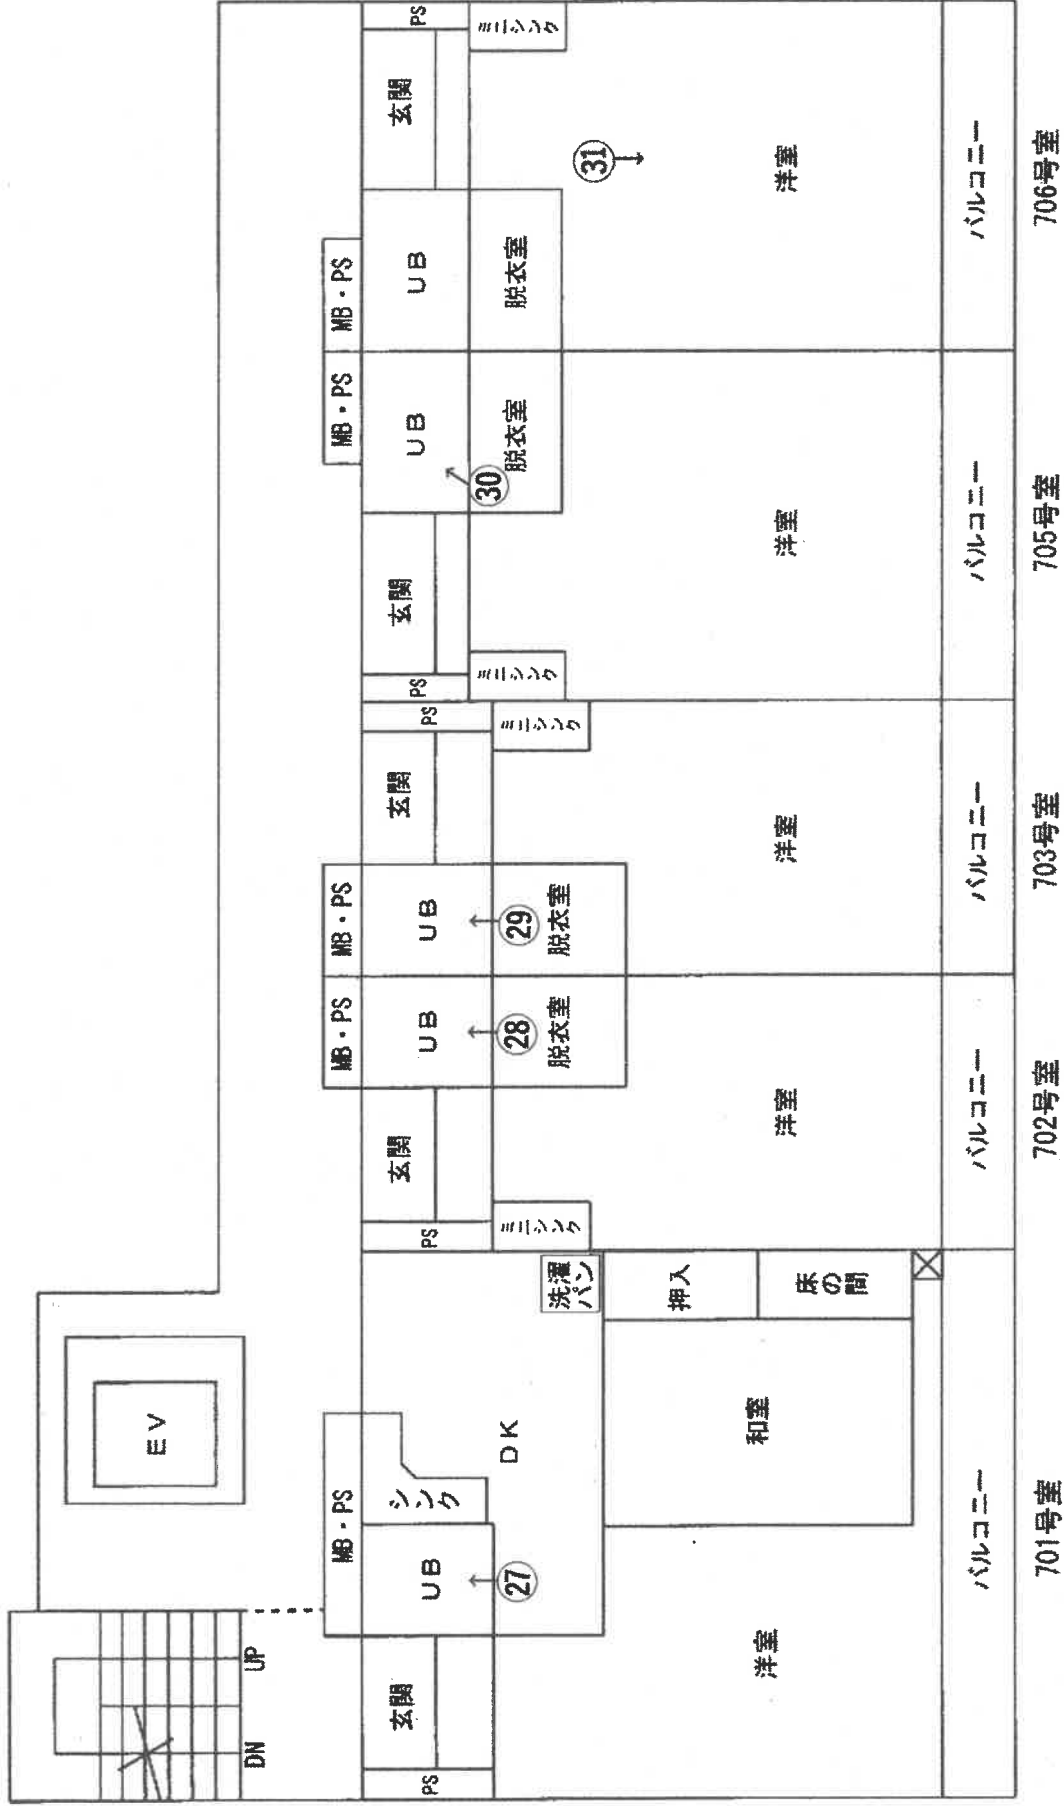 DN
UP
EV
MB・PS
MB・PS
MB・PS
MB・PS
MB・PS
PS
玄関
UB
シンク
PS
玄関
UB
UB
玄関
PS
PS
玄関
UB
UB
玄関
PS
27
DK
洗濯
パン
ミニシンク
28
脱衣室
29
脱衣室
ミニシンク
ミニシンク
30
脱衣室
脱衣室
ミニシンク
31
洋室
和室
押入
床の
間
洋室
洋室
洋室
洋室
バルコニー
バルコニー
バルコニー
バルコニー
バルコニー
701号室
702号室
703号室
705号室
706号室